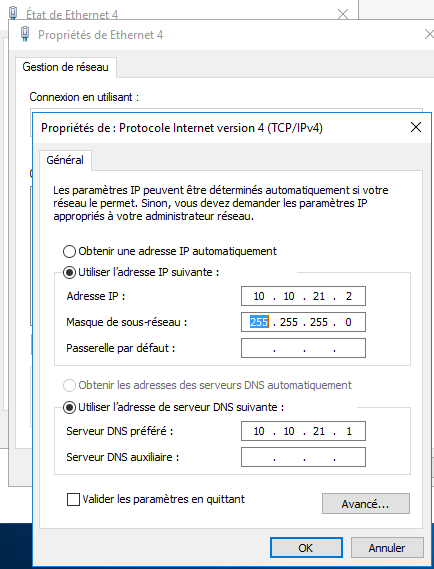 État de Ethernet 4
Propriétés de Ethernet 4
Gestion de réseau
Connexion en utilisant :
Propriétés de : Protocole Internet version 4 (TCP/IPv4)
Général
Les paramètres IP peuvent être déterminés automatiquement si votre
réseau le permet. Sinon, vous devez demander les paramètres IP
appropriés à votre administrateur réseau.
Obtenir une adresse IP automatiquement
Utiliser l'adresse IP suivante :
Adresse IP : 10 . 10 . 21 . 2
Masque de sous-réseau : 255 . 255 . 255 . 0
Passerelle par défaut : . . .
Obtenir les adresses des serveurs DNS automatiquement
Utiliser l'adresse de serveur DNS suivante :
Serveur DNS préféré : 10 . 10 . 21 . 1
Serveur DNS auxiliaire : . . .
Valider les paramètres en quittant
Avancé...
OK Annuler